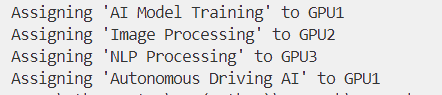 Assigning 'AI Model Training' to GPU1
Assigning 'Image Processing' to GPU2
Assigning 'NLP Processing' to GPU3
Assigning 'Autonomous Driving AI' to GPU1